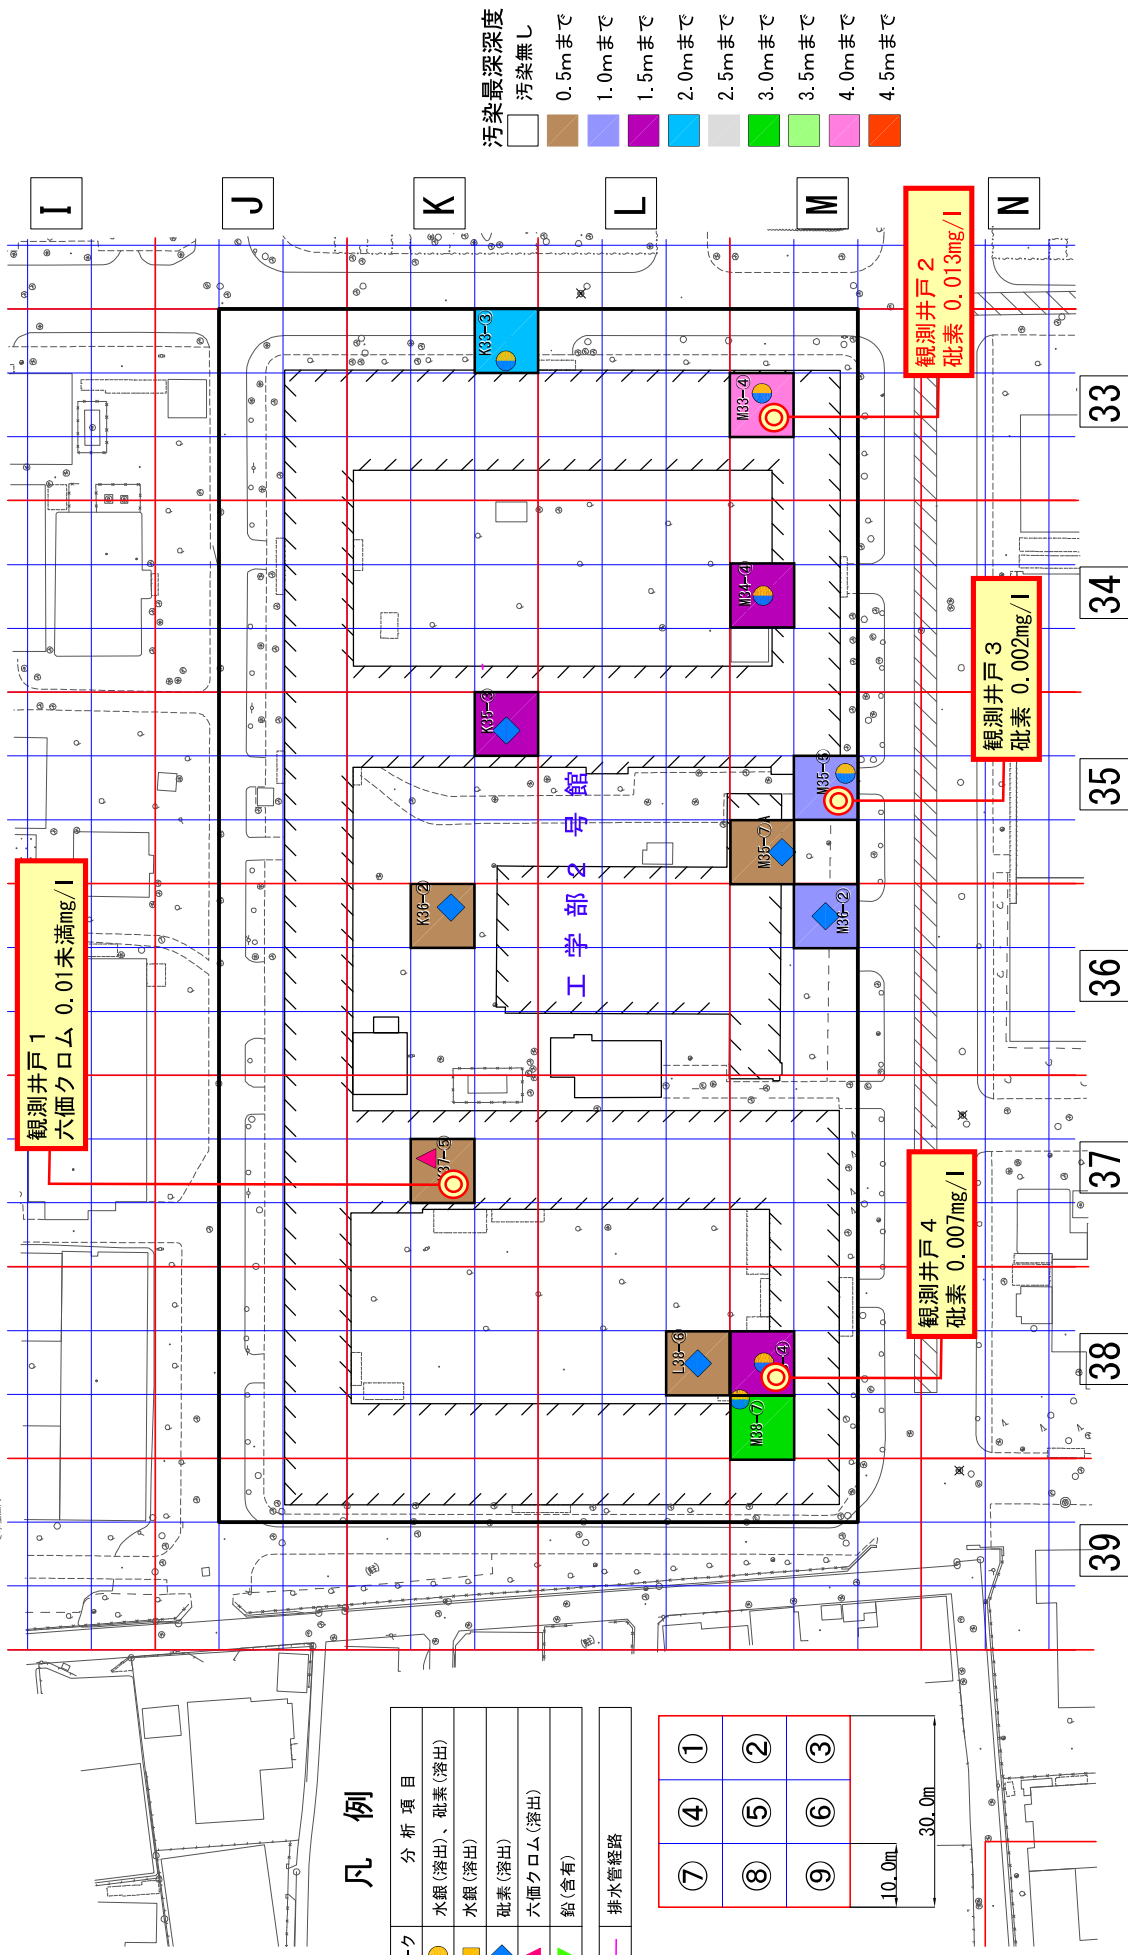 汚染最深深度
汚染無し
0.5mまで
1.0mまで
1.5mまで
2.0mまで
2.5mまで
3.0mまで
3.5mまで
4.0mまで
4.5mまで
I
J
K
L
M
N
33
34
35
36
37
38
39
観測井戸1
六価クロム 0.01未満mg/l
観測井戸2
砒素 0.013mg/l
観測井戸3
砒素 0.002mg/l
観測井戸4
砒素 0.007mg/l
工学部2号館
K33-③
M33-④
M34-④
K35-③
M35-⑤
M35-⑦A
K36-②
M36-②
37-⑤
L38-⑥
-④
M38-⑦
凡例
ーク
分析項目
水銀(溶出)、砒素(溶出)
水銀(溶出)
砒素(溶出)
六価クロム(溶出)
鉛(含有)
排水管経路
① ② ③
④ ⑤ ⑥
⑦ ⑧ ⑨
10.0m
30.0m